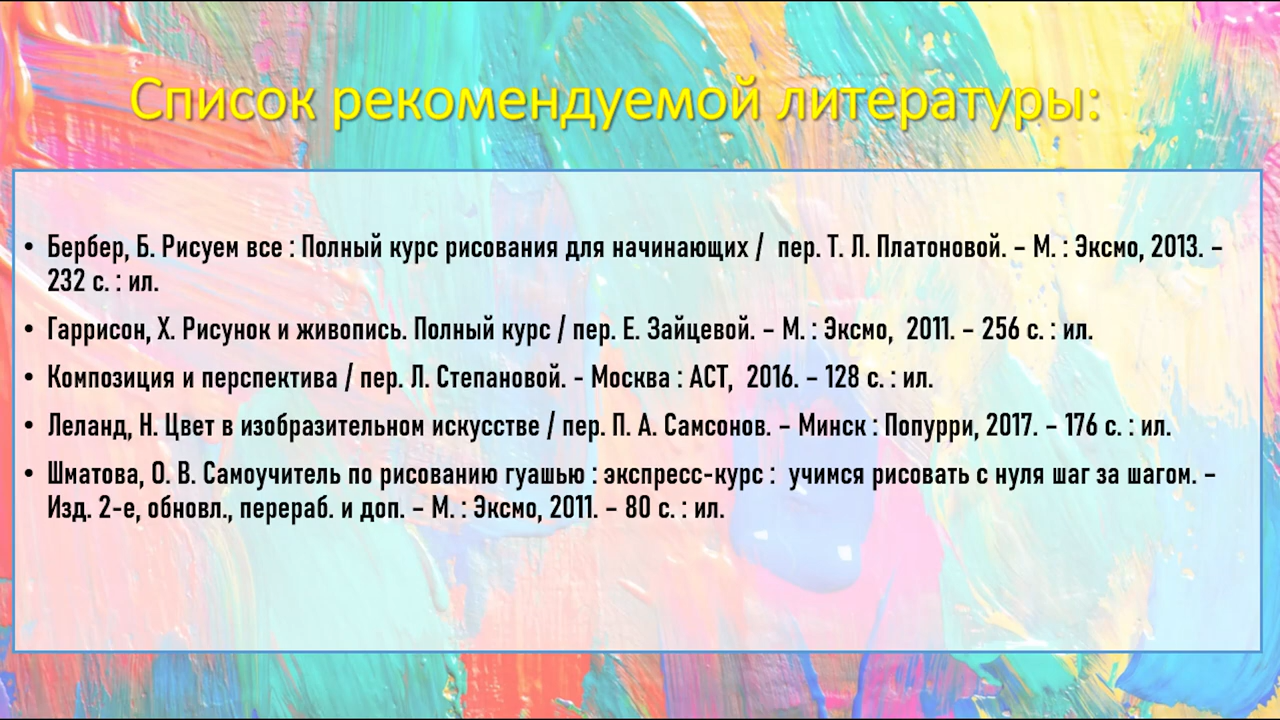 Список рекомендуемой литературы:
• Бербер, Б. Рисуем все : Полный курс рисования для начинающих /  пер. Т. Л. Платоновой. – М. : Эксмо, 2013. –
232 с. : ил.
• Гаррисон, Х. Рисунок и живопись. Полный курс / пер. Е. Зайцевой. – М. : Эксмо,  2011. – 256 с. : ил.
• Композиция и перспектива / пер. Л. Степановой. - Москва : АСТ,  2016. – 128 с. : ил.
• Леланд, Н. Цвет в изобразительном искусстве / пер. П. А. Самсонов. – Минск : Попурри, 2017. – 176 с. : ил.
• Шматова, О. В. Самоучитель по рисованию гуашью : экспресс-курс :  учимся рисовать с нуля шаг за шагом. –
Изд. 2-е, обновл., перераб. и доп. – М. : Эксмо, 2011. – 80 с. : ил.